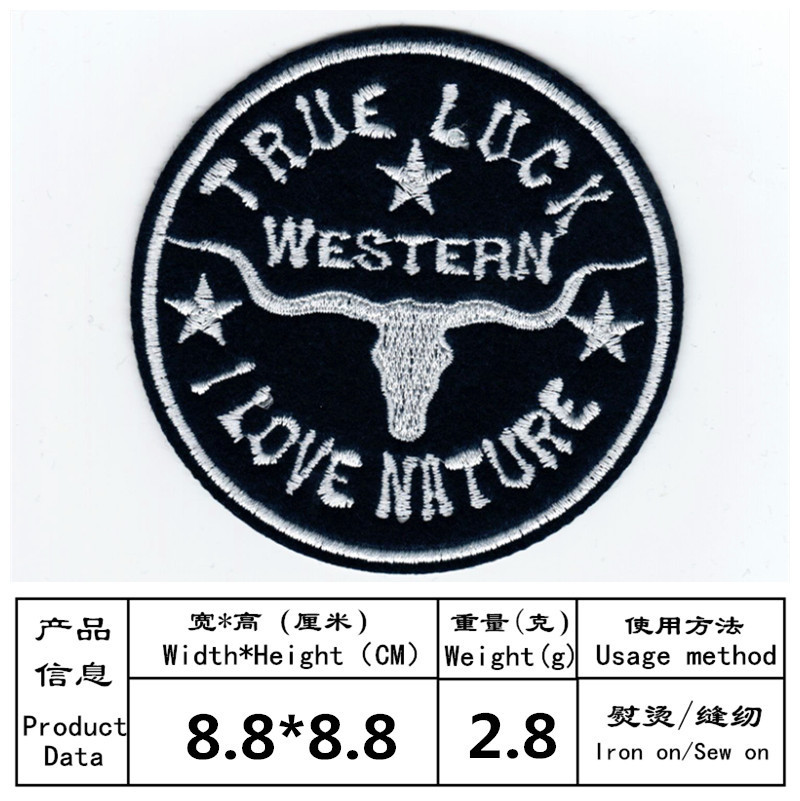 TRUE LUCK
WESTERN
I LOVE NATURE
产品
信息
Product
Data
宽*高 (厘米)
Width*Height (CM)
8.8*8.8
重量(克)
Weight(g)
2.8
使用方法
Usage method
熨烫/缝纫
Iron on/Sew on